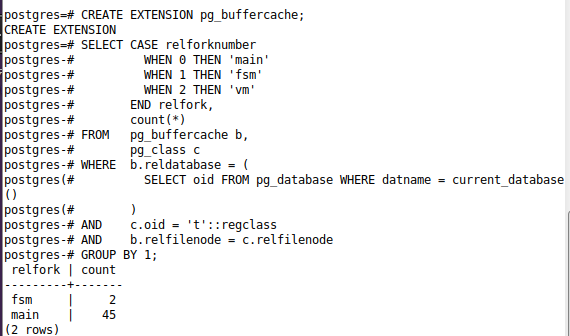 postgres=# CREATE EXTENSION pg_buffercache;
CREATE EXTENSION
postgres=# SELECT CASE relforknumber
postgres-#          WHEN 0 THEN 'main'
postgres-#          WHEN 1 THEN 'fsm'
postgres-#          WHEN 2 THEN 'vm'
postgres-#        END relfork,
postgres-#        count(*)
postgres-# FROM   pg_buffercache b,
postgres-#        pg_class c
postgres-# WHERE  b.reldatabase = (
postgres(#          SELECT oid FROM pg_database WHERE datname = current_database
()
postgres(#        )
postgres-# AND    c.oid = 't'::regclass
postgres-# AND    b.relfilenode = c.relfilenode
postgres-# GROUP BY 1;
 relfork | count
---------+-------
 fsm     |     2
 main    |    45
(2 rows)